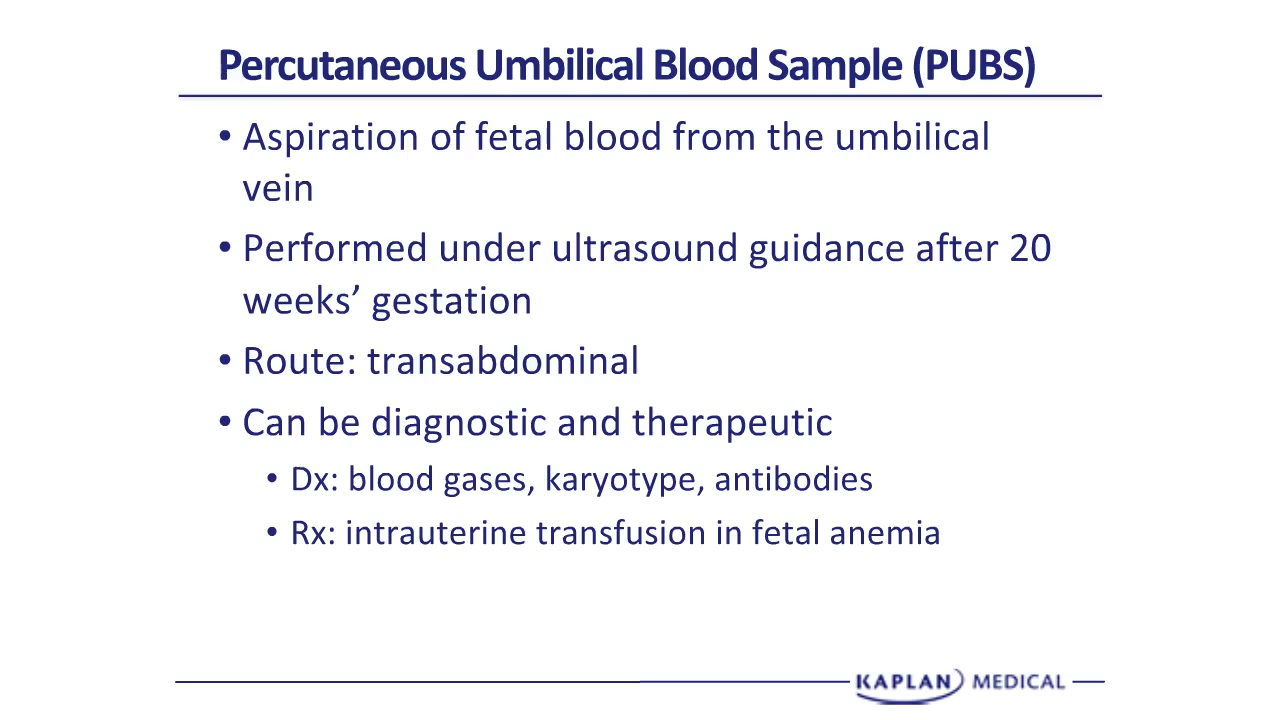 Percutaneous Umbilical Blood Sample (PUBS)
• Aspiration of fetal blood from the umbilical
vein
• Performed under ultrasound guidance after 20
weeks’ gestation
• Route: transabdominal
• Can be diagnostic and therapeutic
• Dx: blood gases, karyotype, antibodies
• Rx: intrauterine transfusion in fetal anemia
KAPLAN MEDICAL